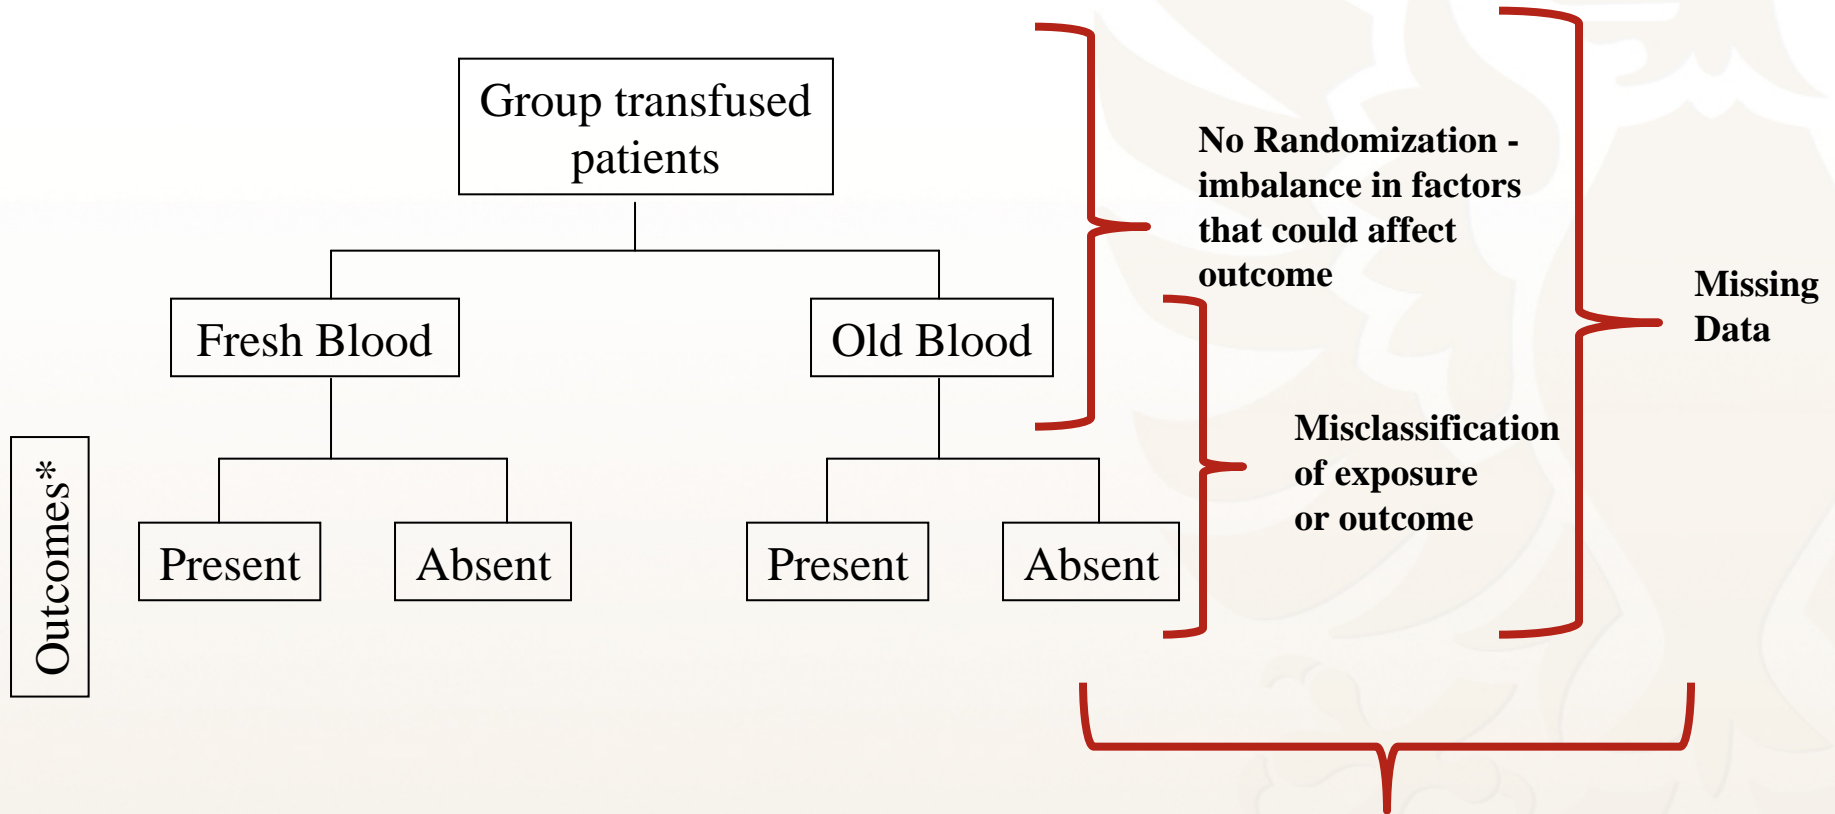 Group transfused
patients
No Randomization -
imbalance in factors
that could affect
outcome
Missing
Data
Fresh Blood
Old Blood
Misclassification
of exposure
or outcome
Outcomes*
Present
Absent
Present
Absent